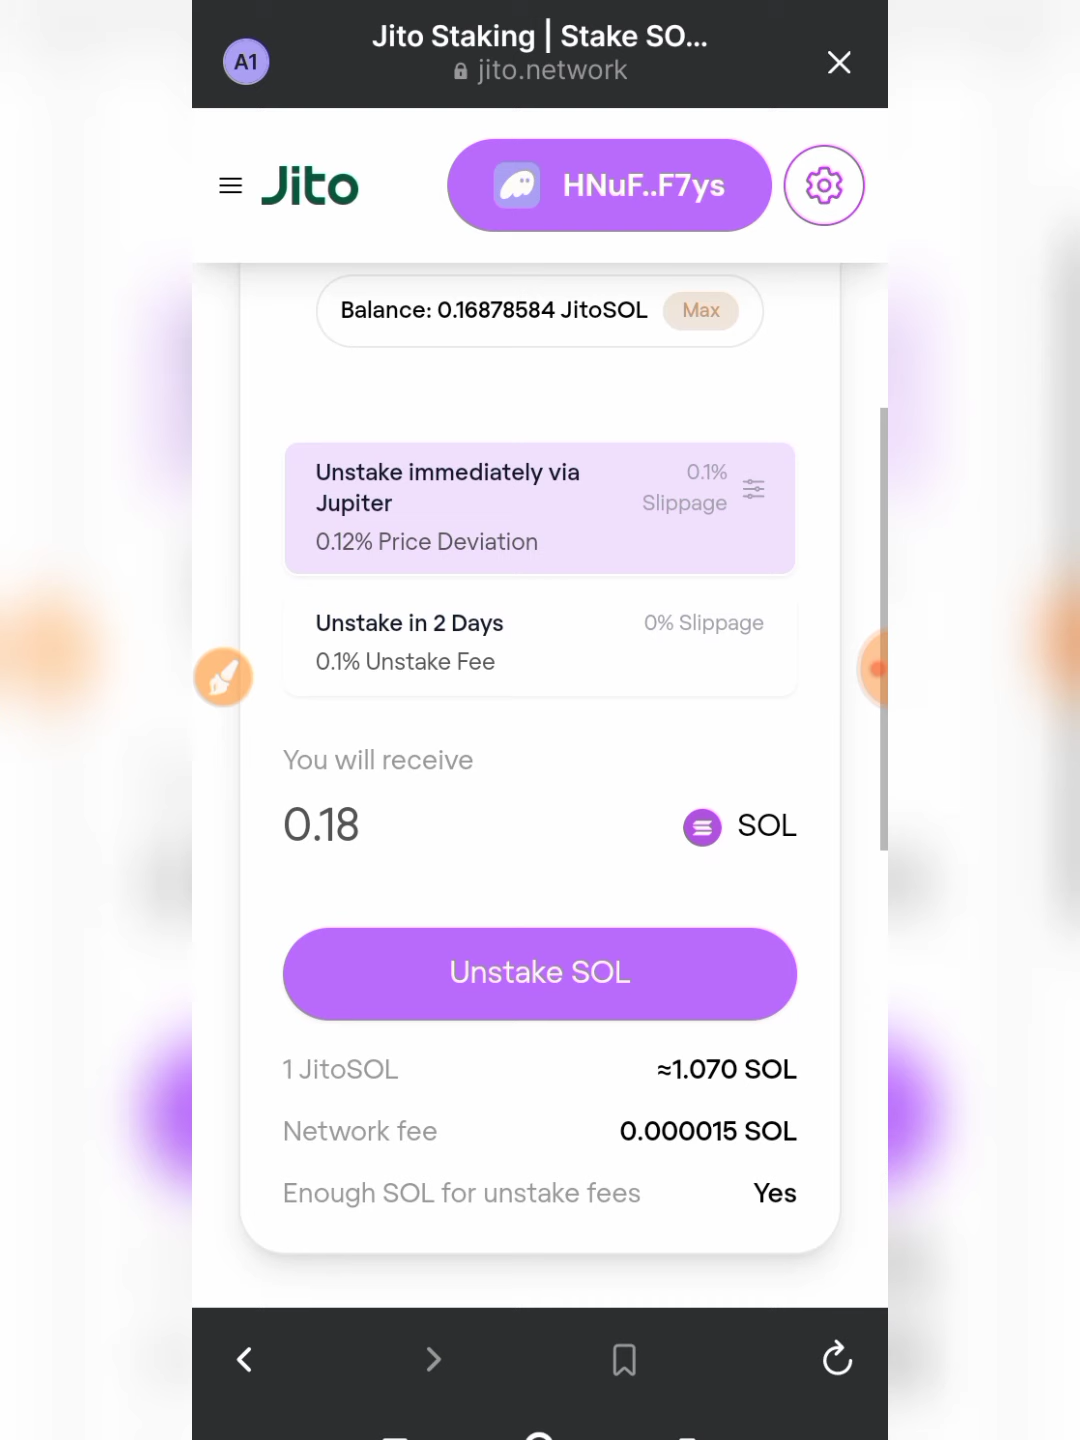 A1
Jito Staking | Stake SO...
jito.network
Jito
HNuF..F7ys
Balance: 0.16878584 JitoSOL Max
Unstake immediately via Jupiter
0.1% Slippage
0.12% Price Deviation
Unstake in 2 Days 0% Slippage
0.1% Unstake Fee
You will receive
0.18 SOL
Unstake SOL
1 JitoSOL ≈1.070 SOL
Network fee 0.000015 SOL
Enough SOL for unstake fees Yes